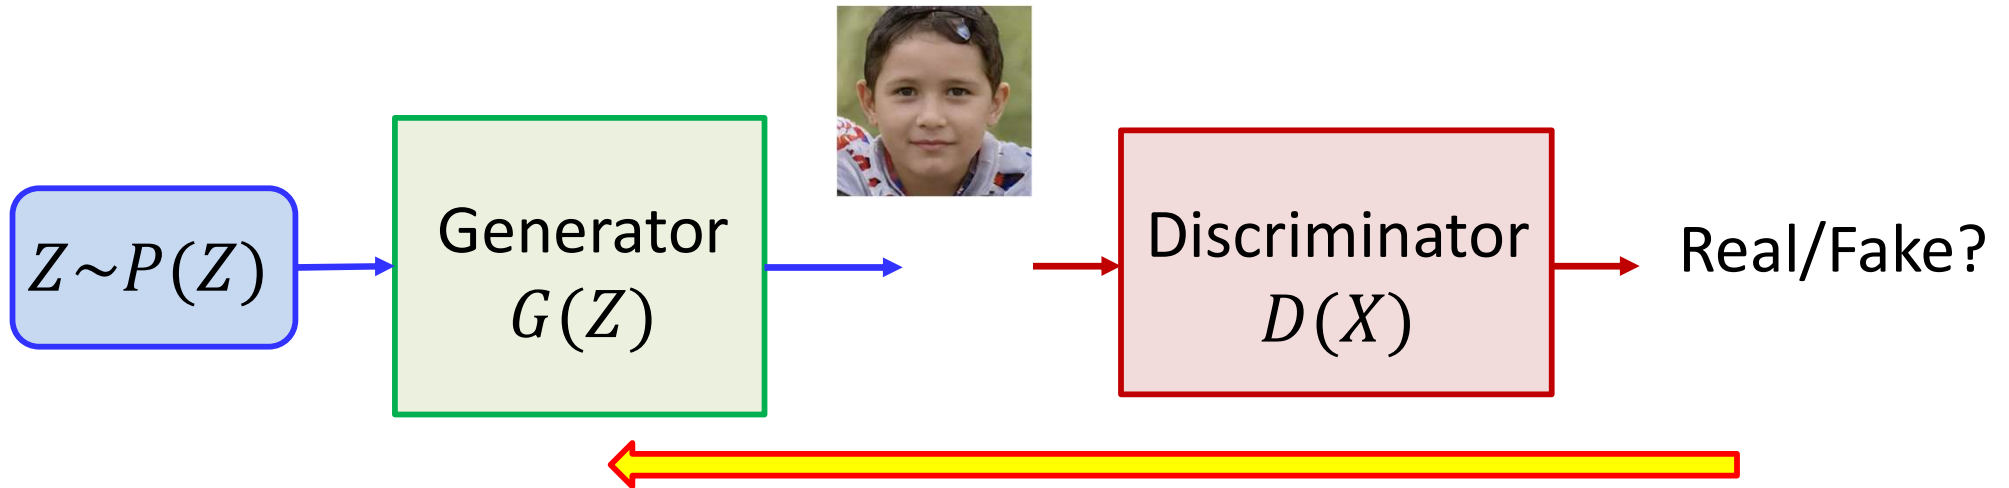 Z~P(Z)
Generator
G(Z)
Discriminator
D(X)
Real/Fake?